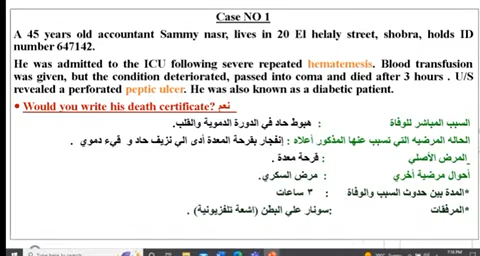 Case NO 1
A 45 years old accountant Sammy nasr, lives in 20 El helaly street, shobra, holds ID
number 647142.
He was admitted to the ICU following severe repeated hematemesis. Blood transfusion
was given, but the condition deteriorated, passed into coma and died after 3 hours . U/S
revealed a perforated peptic ulcer. He was also known as a diabetic patient.
• Would you write his death certificate? نعم
السبب المباشر للوفاة : هبوط حاد في الدورة الدموية والقلب.
الحاله المرضيه التي تسبب عنها المذكور أعلاه : إنفجار بقرحة المعدة أدى الي نزيف حاد و قيء دموي .
المرض الأصلي : قرحة معدة .
أحوال مرضية أخري : مرض السكري.
*المدة بين حدوث السبب والوفاة : ٣ ساعات
*المرفقات :سونار علي البطن (اشعة تلفزيونية) .
Type here to search